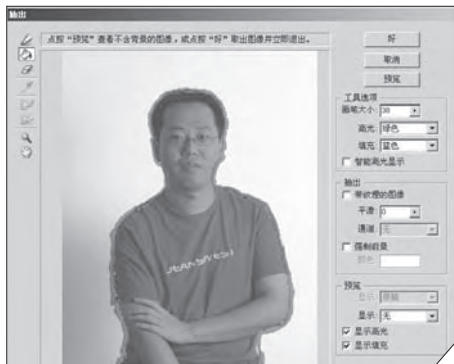 抽出
点按“预览”查看不含背景的图像，或点按“好”取出图像并立即退出。
好
取消
预览
工具选项
画笔大小: 30
高光: 绿色
填充: 蓝色
智能高光显示
抽出
带纹理的图像
平滑: 0
通道: 无
强制前景
颜色:
预览
显示: 原稿
显示: 无
显示高光
显示填充